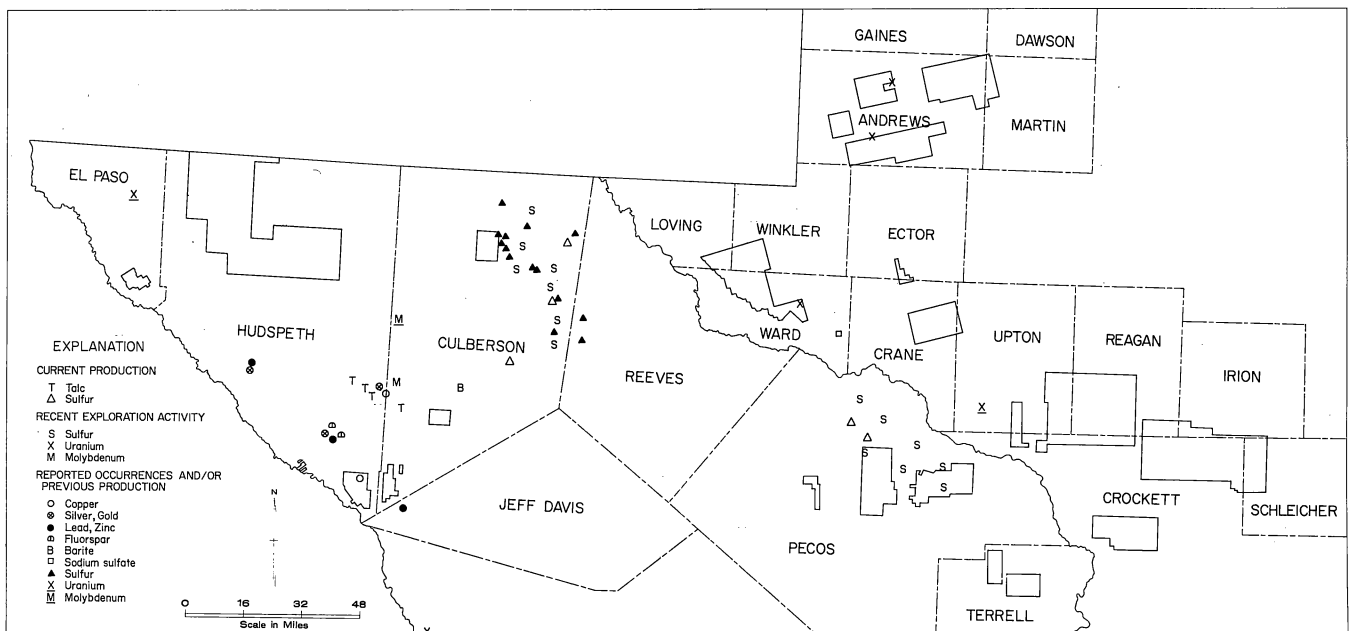 GAINES
DAWSON
X
ANDREWS
X
MARTIN
EL PASO
X
S
S
S
S
S
S
S
LOVING
WINKLER
ECTOR
X
HUDSPETH
M
CULBERSON
WARD
CRANE
UPTON
REAGAN
IRION
REEVES
T
T
T
T
M
B
X
S
S
S
S
S
S
S
EXPLANATION
CURRENT PRODUCTION
T Talc
△ Sulfur
RECENT EXPLORATION ACTIVITY
S Sulfur
X Uranium
M Molybdenum
REPORTED OCCURRENCES AND/OR
PREVIOUS PRODUCTION
○ Copper
⊗ Silver, Gold
● Lead, Zinc
Fluorspar
B Barite
□ Sodium sulfate
▲ Sulfur
X Uranium
M Molybdenum
N
0 16 32 48
Scale in Miles
JEFF DAVIS
PECOS
CROCKETT
SCHLEICHER
TERRELL